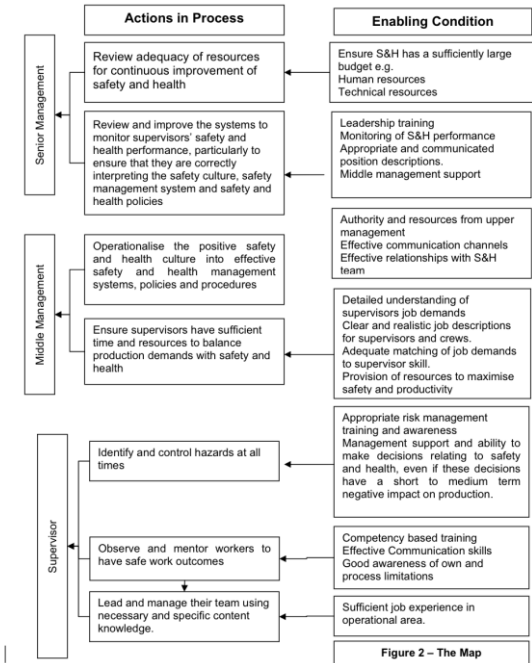 Actions in Process
Enabling Condition
Senior Management
Review adequacy of resources
for continuous improvement of
safety and health
Ensure S&H has a sufficiently large
budget e.g.
Human resources
Technical resources
Review and improve the systems to
monitor supervisors' safety and
health performance, particularly to
ensure that they are correctly
interpreting the safety culture, safety
management system and safety and
health policies
Leadership training
Monitoring of S&H performance
Appropriate and communicated
position descriptions.
Middle management support
Middle Management
Operationalise the positive safety
and health culture into effective
safety and health management
systems, policies and procedures
Authority and resources from upper
management
Effective communication channels
Effective relationships with S&H
team
Ensure supervisors have sufficient
time and resources to balance
production demands with safety and
health
Detailed understanding of
supervisors job demands
Clear and realistic job descriptions
for supervisors and crews.
Adequate matching of job demands
to supervisor skill.
Provision of resources to maximise
safety and productivity
Supervisor
Identify and control hazards at all
times
Appropriate risk management
training and awareness
Management support and ability to
make decisions relating to safety
and health, even if these decisions
have a short to medium term
negative impact on production.
Observe and mentor workers to
have safe work outcomes
Competency based training
Effective Communication skills
Good awareness of own and
process limitations
Lead and manage their team using
necessary and specific content
knowledge.
Sufficient job experience in
operational area.
Figure 2 – The Map